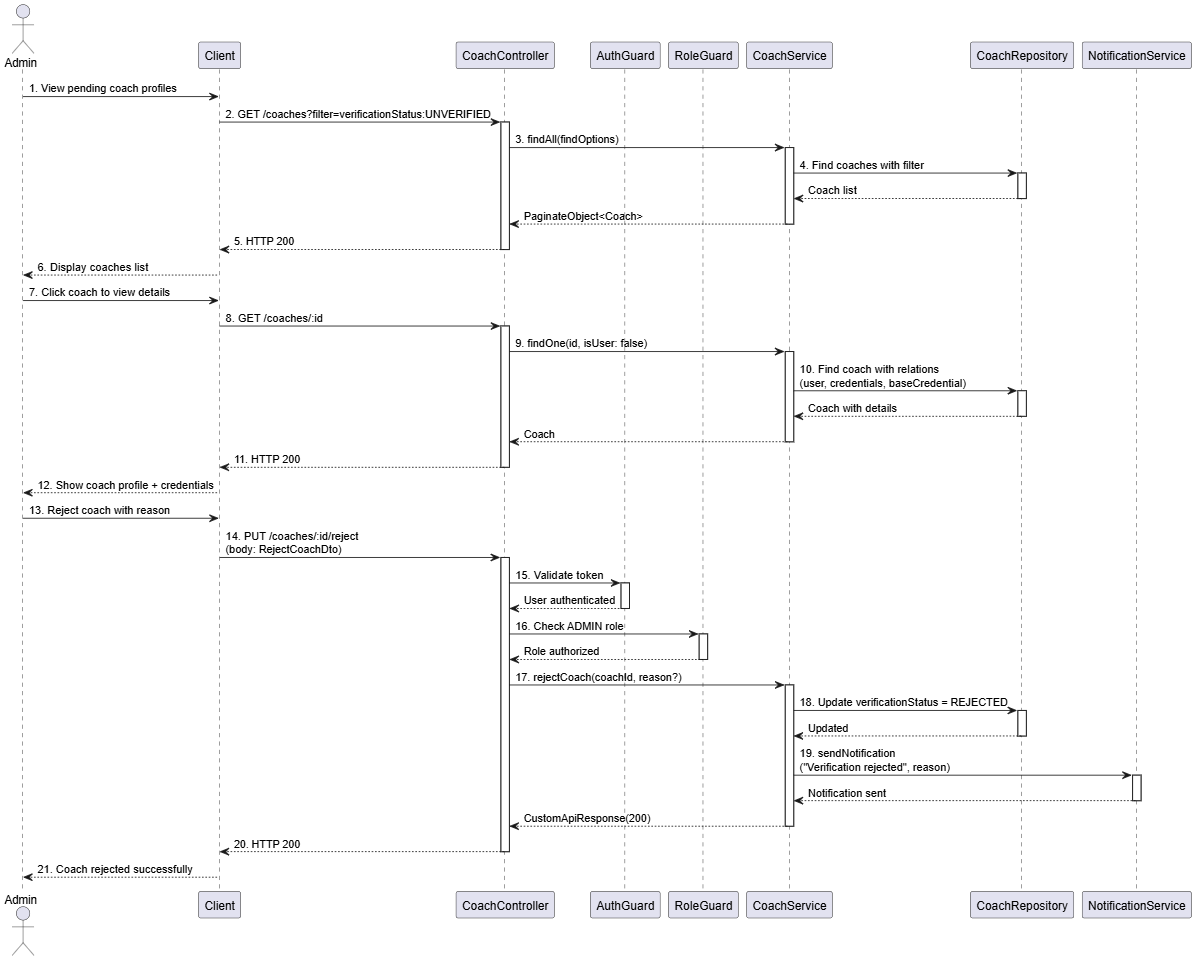 Admin
Client
CoachController
AuthGuard
RoleGuard
CoachService
CoachRepository
NotificationService
1. View pending coach profiles
2. GET /coaches?filter=verificationStatus:UNVERIFIED
3. findAll(findOptions)
4. Find coaches with filter
Coach list
PaginateObject<Coach>
5. HTTP 200
6. Display coaches list
7. Click coach to view details
8. GET /coaches/:id
9. findOne(id, isUser: false)
10. Find coach with relations
(user, credentials, baseCredential)
Coach with details
Coach
11. HTTP 200
12. Show coach profile + credentials
13. Reject coach with reason
14. PUT /coaches/:id/reject
(body: RejectCoachDto)
15. Validate token
User authenticated
16. Check ADMIN role
Role authorized
17. rejectCoach(coachId, reason?)
18. Update verificationStatus = REJECTED
Updated
19. sendNotification
("Verification rejected", reason)
Notification sent
CustomApiResponse(200)
20. HTTP 200
21. Coach rejected successfully
Admin
Client
CoachController
AuthGuard
RoleGuard
CoachService
CoachRepository
NotificationService